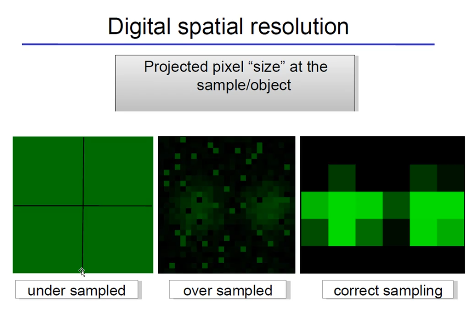 Digital spatial resolution
Projected pixel “size” at the
sample/object
under sampled
over sampled
correct sampling